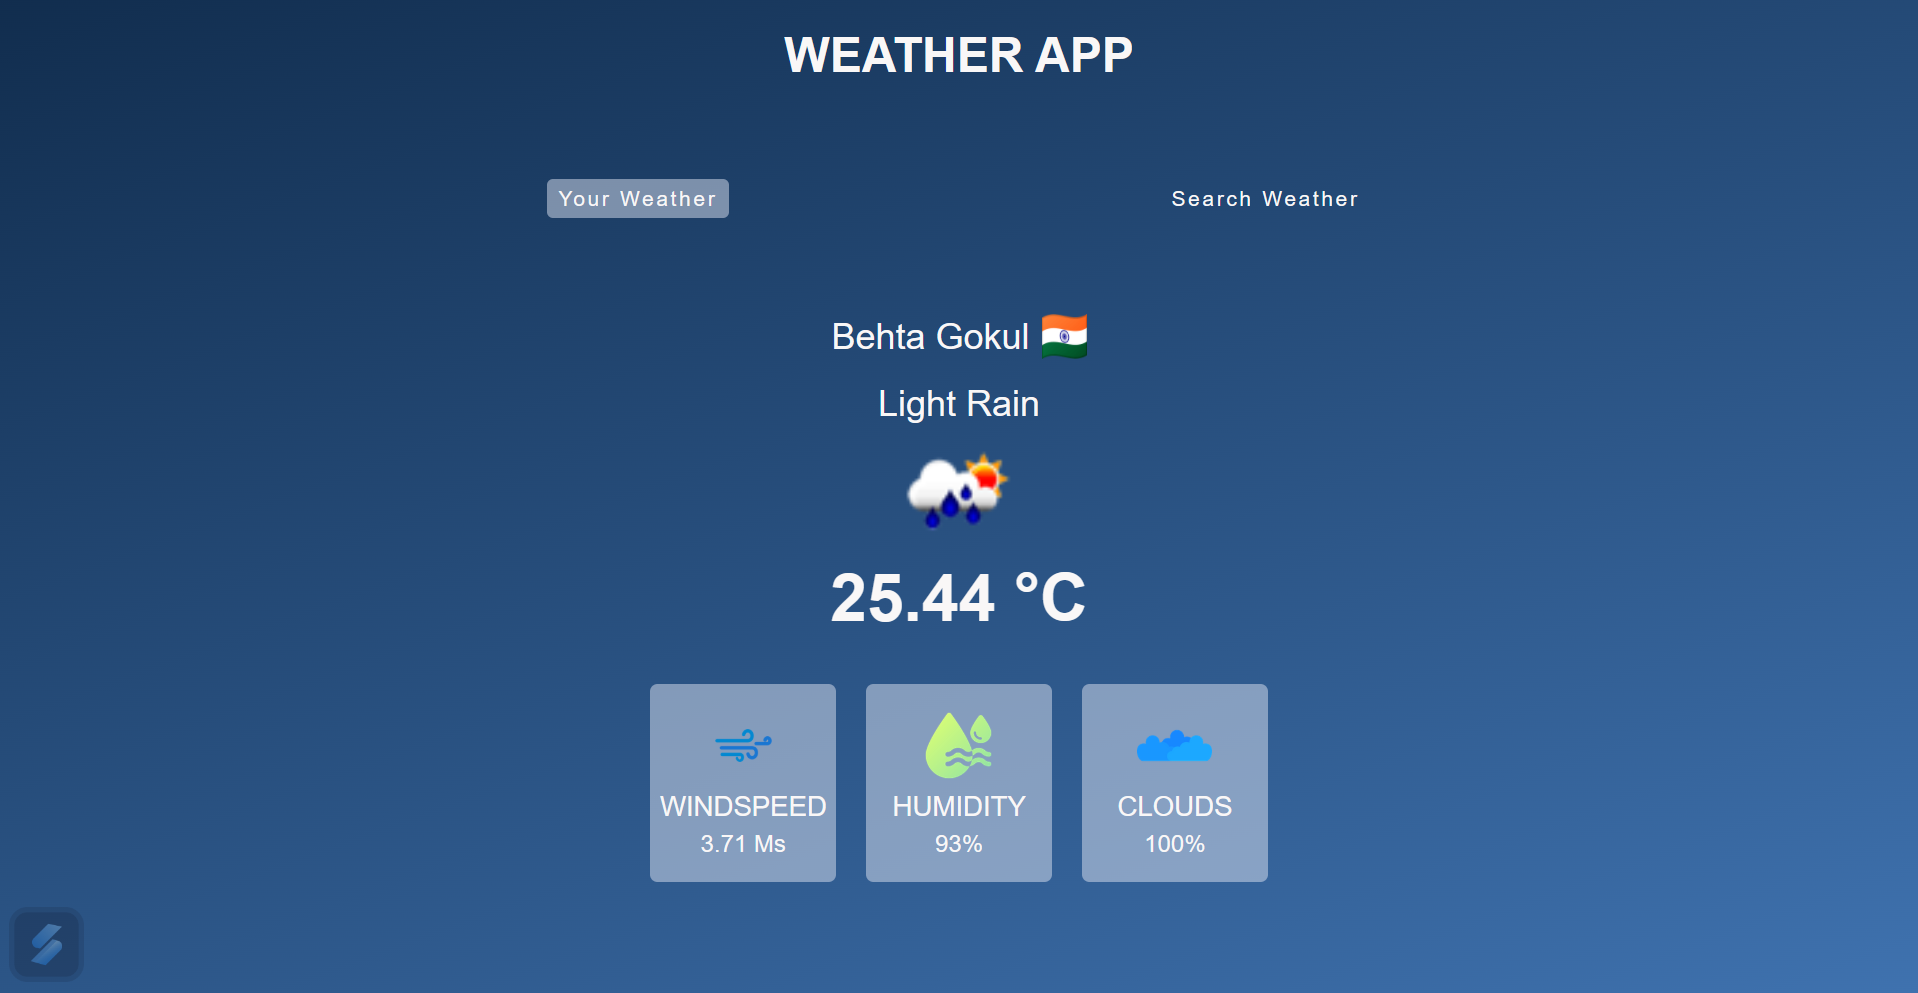 WEATHER APP
Your Weather
Search Weather
Behta Gokul
Light Rain
25.44 °C
WINDSPEED
3.71 Ms
HUMIDITY
93%
CLOUDS
100%